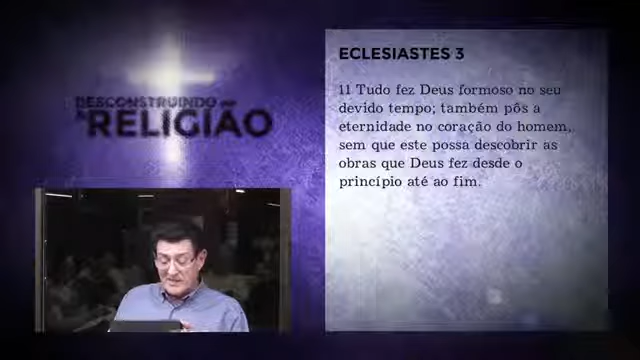 DESCONSTRUINDO
A RELIGIÃO
ECLESIASTES 3
11 Tudo fez Deus formoso no seu
devido tempo; também pôs a
eternidade no coração do homem,
sem que este possa descobrir as
obras que Deus fez desde o
princípio até ao fim.